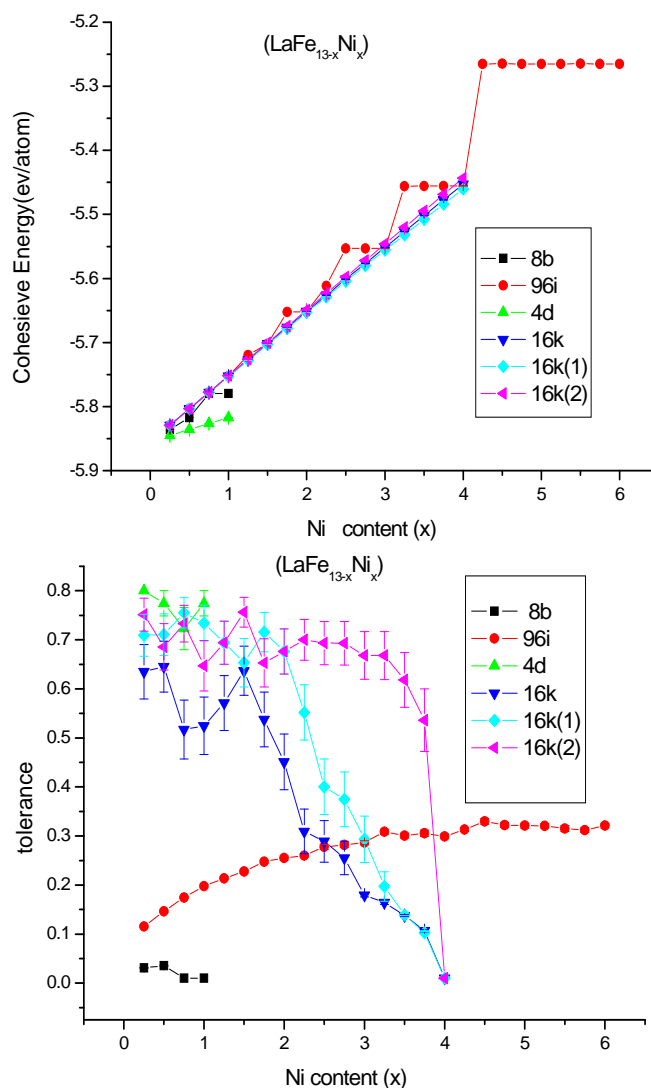 (LaFe13-xNix)
Cohesieve Energy(ev/atom)
-5.2
-5.3
-5.4
-5.5
-5.6
-5.7
-5.8
-5.9
8b
96i
4d
16k
16k(1)
16k(2)
0 1 2 3 4 5 6
Ni content (x)
(LaFe13-xNix)
tolerance
0.8
0.7
0.6
0.5
0.4
0.3
0.2
0.1
0.0
8b
96i
4d
16k
16k(1)
16k(2)
0 1 2 3 4 5 6
Ni content (x)